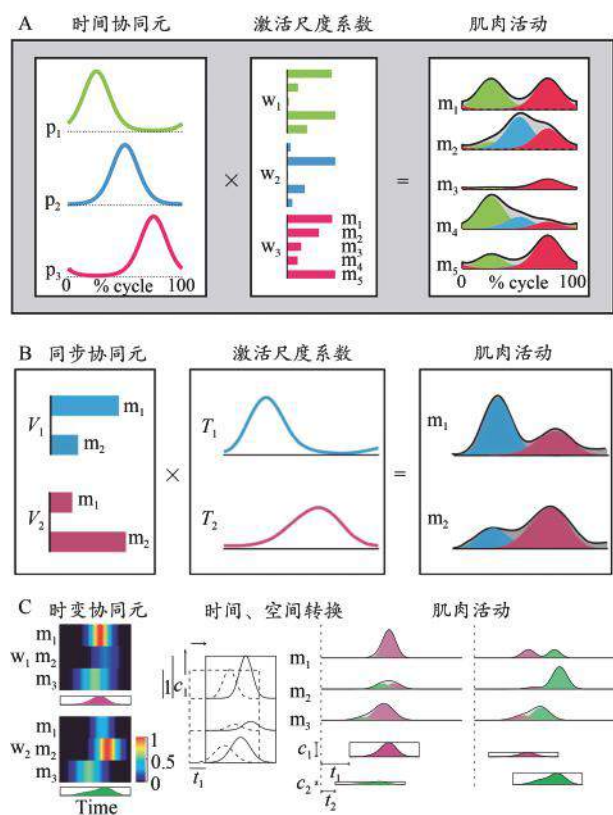 A 时间协同元 激活尺度系数 肌肉活动
p1
p2
p3
0 % cycle 100
×
w1
w2
w3
m1
m2
m3
m4
m5
=
m1
m2
m3
m4
m5
0 % cycle 100
B 同步协同元 激活尺度系数 肌肉活动
V1 m1
m2
V2 m1
m2
×
T1
T2
=
m1
m2
C 时变协同元 时间、空间转换 肌肉活动
w1 m1
m2
m3
w2 m1
m2
m3
1
0.5
0
Time
t1
m1
m2
m3
c1
t1
c2
t2